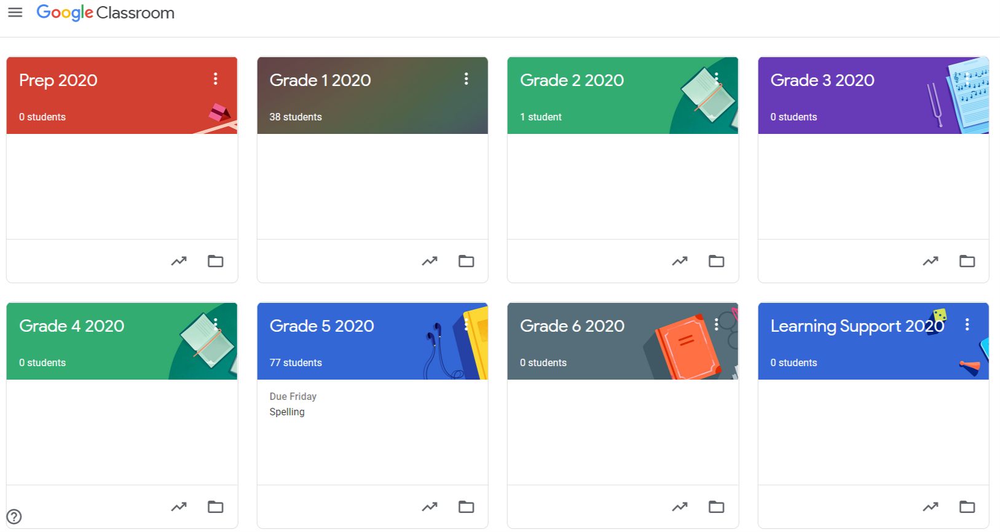 Google Classroom
Prep 2020
0 students
Grade 1 2020
38 students
Grade 2 2020
1 student
Grade 3 2020
0 students
Grade 4 2020
0 students
Grade 5 2020
77 students
Due Friday
Spelling
Grade 6 2020
0 students
Learning Support 2020
0 students
?